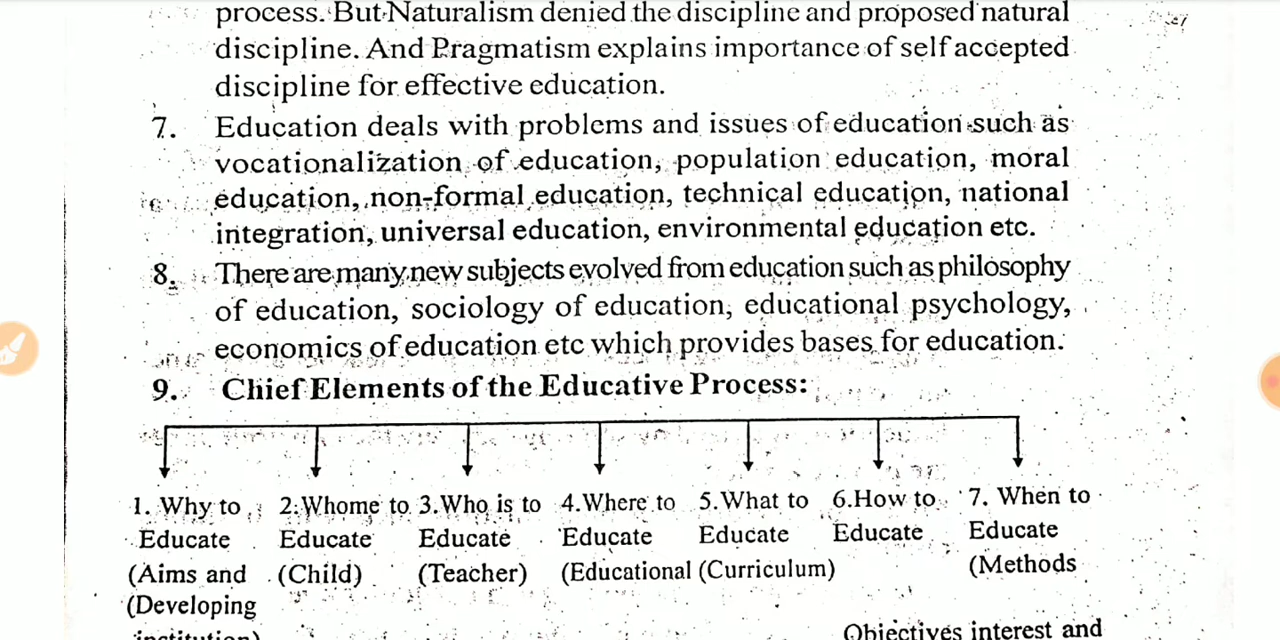 process. But Naturalism denied the discipline and proposed natural
discipline. And Pragmatism explains importance of self accepted
discipline for effective education.
7. Education deals with problems and issues of education such as
vocationalization of education, population education, moral
education, non-formal education, technical education, national
integration, universal education, environmental education etc.
8. There are many new subjects evolved from education such as philosophy
of education, sociology of education, educational psychology,
economics of education etc which provides bases for education.
9. Chief Elements of the Educative Process:
1. Why to 2. Whome to 3. Who is to 4. Where to 5. What to 6. How to 7. When to
Educate Educate Educate Educate Educate Educate Educate
(Aims and (Child) (Teacher) (Educational (Curriculum) (Methods
(Developing
institution)
Objectives interest and